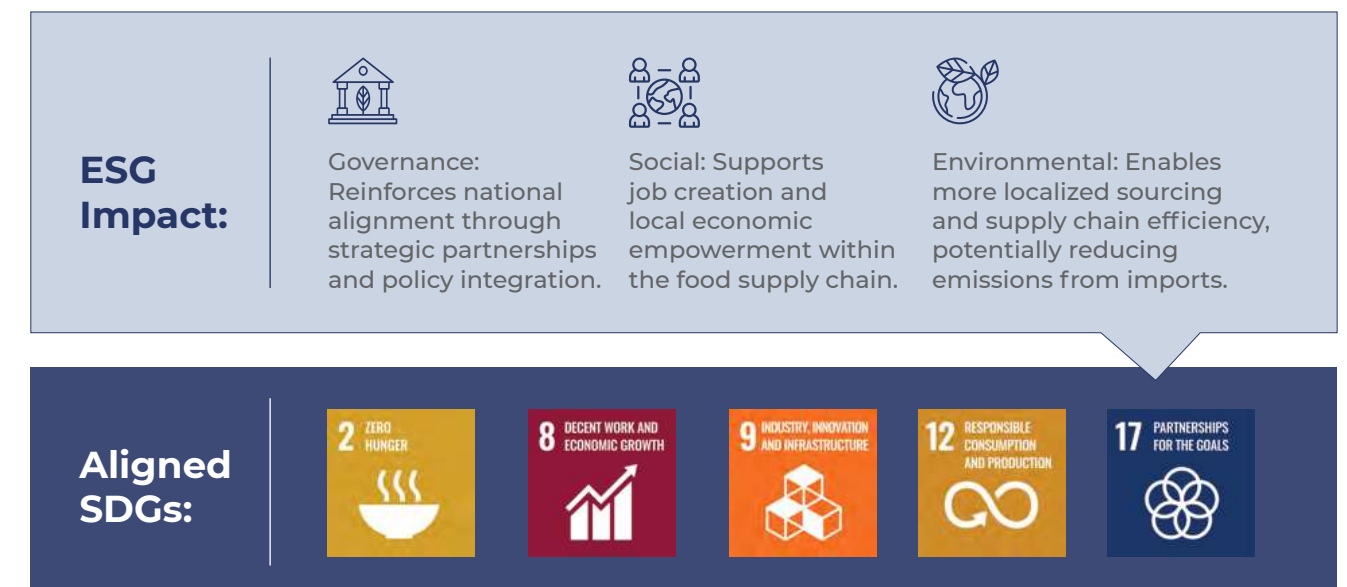 ESG
Impact:
Governance:
Reinforces national
alignment through
strategic partnerships
and policy integration.
Social: Supports
job creation and
local economic
empowerment within
the food supply chain.
Environmental: Enables
more localized sourcing
and supply chain efficiency,
potentially reducing
emissions from imports.
Aligned
SDGs:
2 ZERO
HUNGER
8 DECENT WORK AND
ECONOMIC GROWTH
9 INDUSTRY, INNOVATION
AND INFRASTRUCTURE
12 RESPONSIBLE
CONSUMPTION
AND PRODUCTION
17 PARTNERSHIPS
FOR THE GOALS